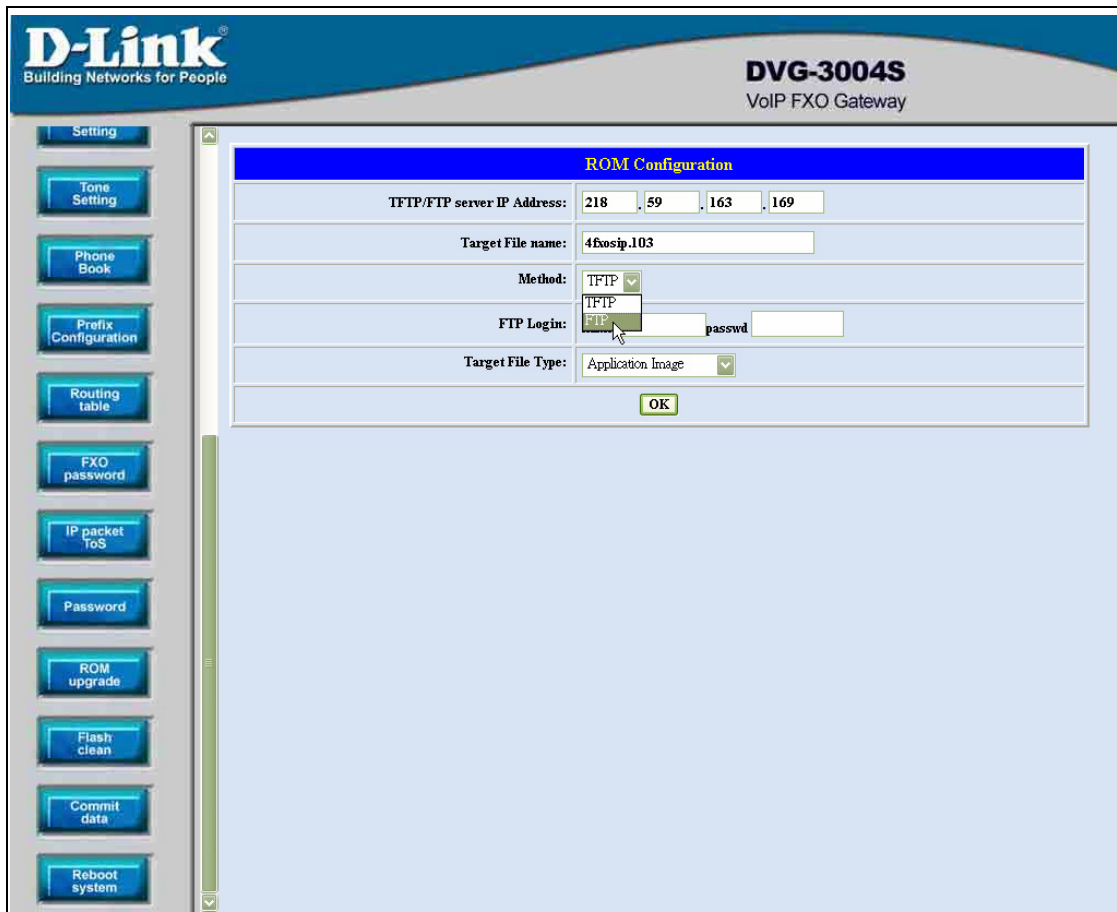 D-Link®
Building Networks for People
DVG-3004S
VoIP FXO Gateway
Setting
Tone
Setting
Phone
Book
Prefix
Configuration
Routing
table
FXO
password
IP packet
ToS
Password
ROM
upgrade
Flash
clean
Commit
data
Reboot
system
ROM Configuration
TFTP/FTP server IP Address: 218 . 59 . 163 . 169
Target File name: 4fxosip.103
Method: TFTP
TFTP
FTP
FTP Login: passwd
Target File Type: Application Image
OK